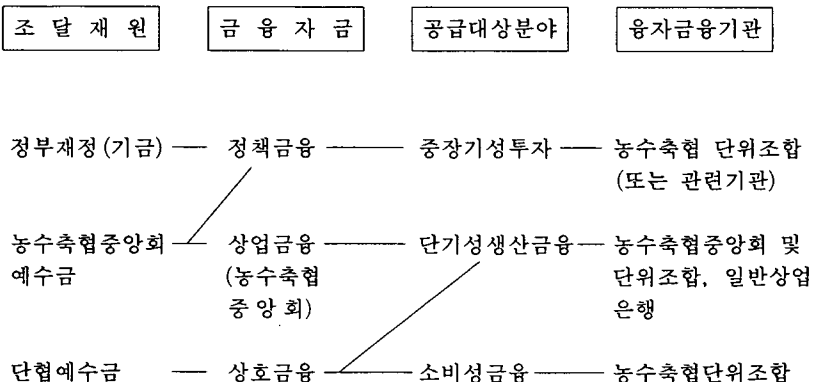 조 달 재 원 금 융 자 금 공급대상분야 융자금융기관
정부재정(기금) 정책금융 중장기성투자 농수축협 단위조합
(또는 관련기관)
농수축협중앙회 상업금융 단기성생산금융 농수축협중앙회 및
예수금 (농수축협 단위조합, 일반상업
중 앙 회) 은행
단협예수금 상호금융 소비성금융 농수축협단위조합